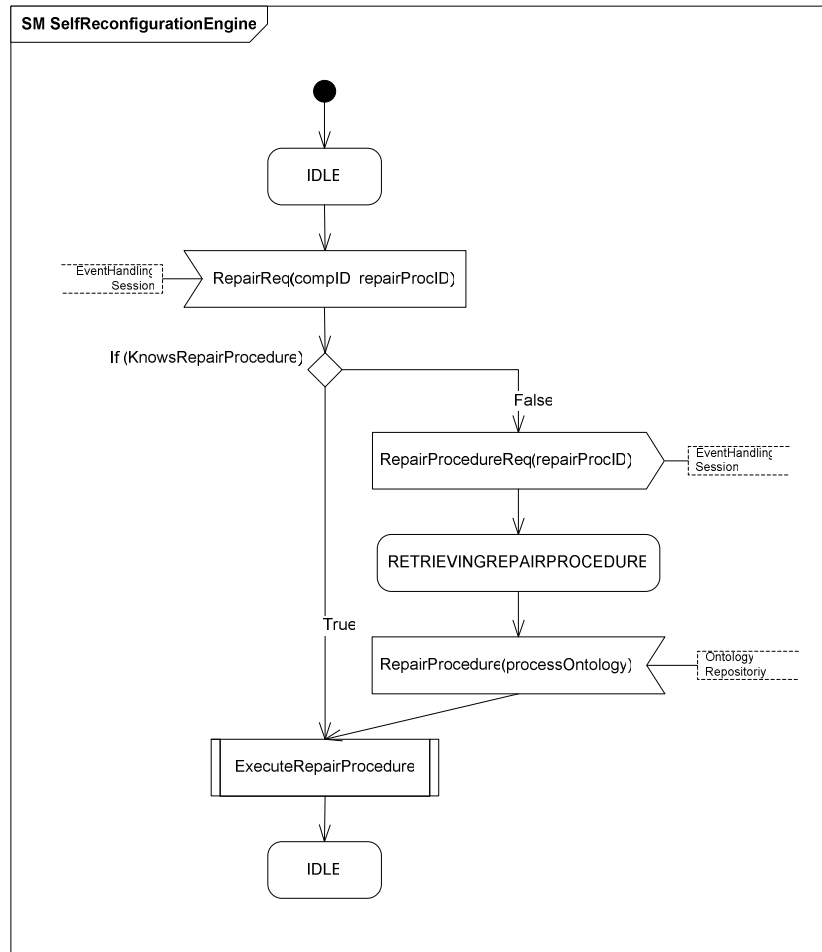 SM SelfReconfigurationEngine
IDLE
EventHandling
Session
RepairReq(compID repairProcID)
If (KnowsRepairProcedure)
False
RepairProcedureReq(repairProcID)
EventHandling
Session
RETRIEVINGREPAIRPROCEDURE
True
RepairProcedure(processOntology)
Ontology
Repositoriy
ExecuteRepairProcedure
IDLE